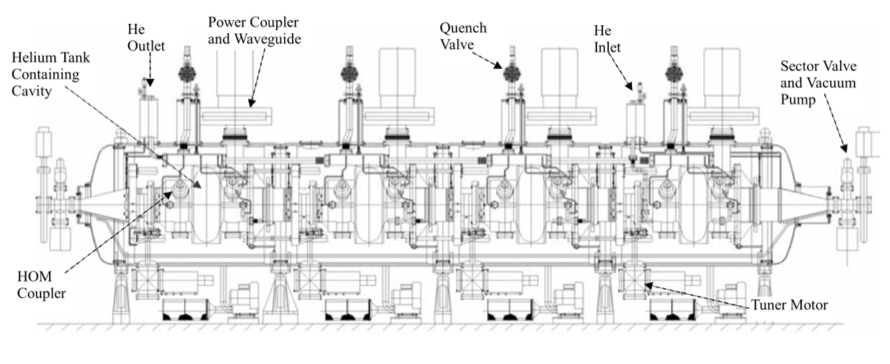 Helium Tank
Containing
Cavity
He
Outlet
Power Coupler
and Waveguide
Quench
Valve
He
Inlet
Sector Valve
and Vacuum
Pump
HOM
Coupler
Tuner Motor